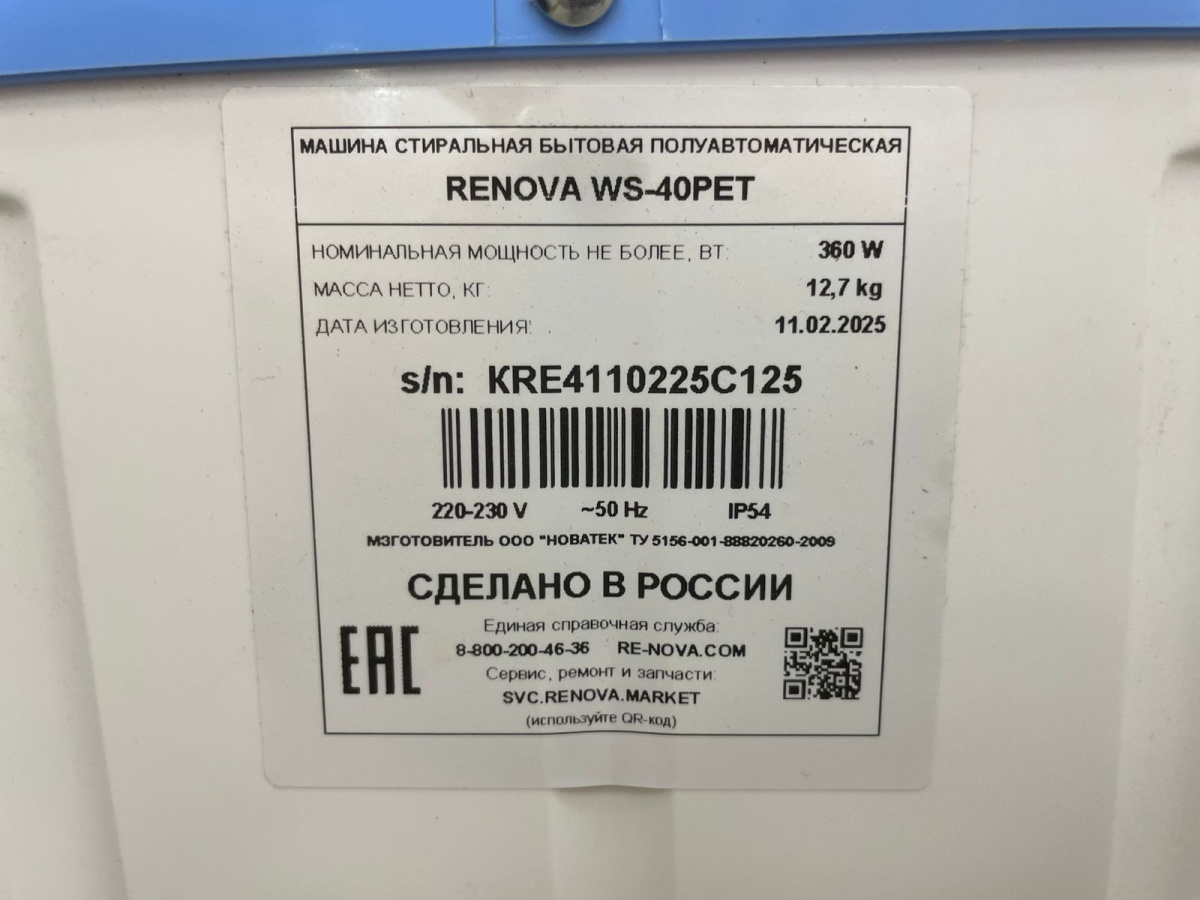 МАШИНА СТИРАЛЬНАЯ БЫТОВАЯ ПОЛУАВТОМАТИЧЕСКАЯ
RENOVA WS-40PET
НОМИНАЛЬНАЯ МОЩНОСТЬ НЕ БОЛЕЕ, ВТ: 360 W
МАССА НЕТТО, КГ: 12,7 kg
ДАТА ИЗГОТОВЛЕНИЯ: 11.02.2025
s/n: KRE4110225C125
220-230 V ~50 Hz IP54
МЗГОТОВИТЕЛЬ ООО "НОВАТЕК" ТУ 5156-001-88820260-2009
СДЕЛАНО В РОССИИ
EAC
Единая справочная служба:
8-800-200-46-36 RE-NOVA.COM
Сервис, ремонт и запчасти:
SVC.RENOVA.MARKET
(используйте QR-код)